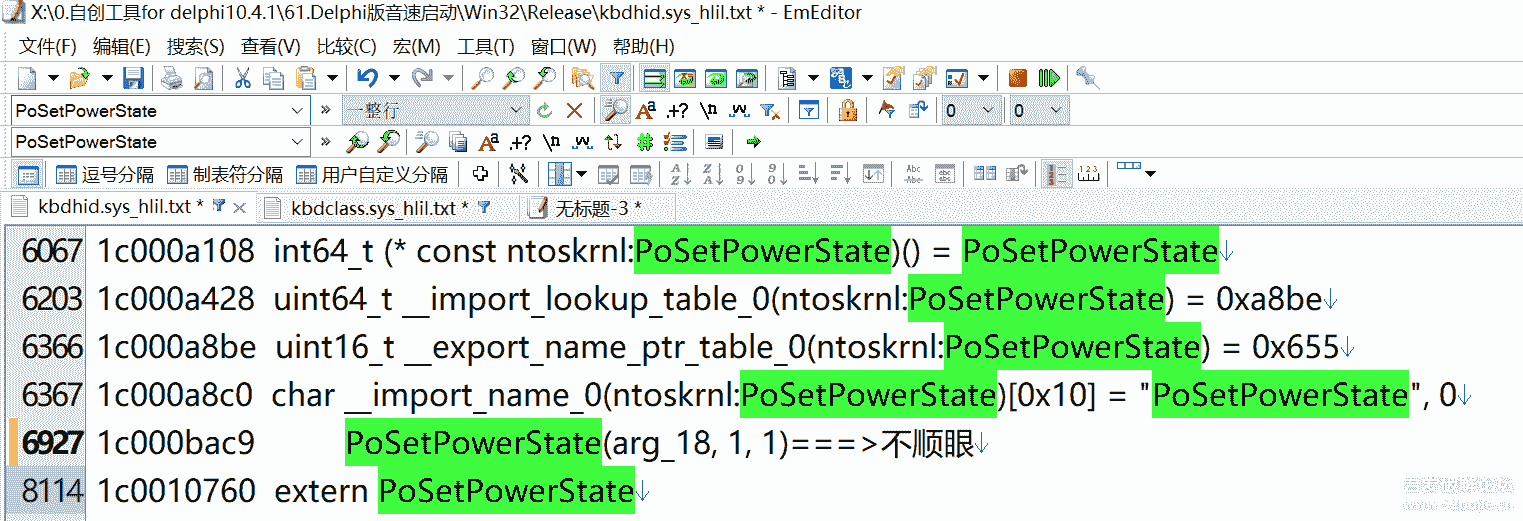 X:\0.自创工具for delphi10.4.1\61.Delphi版音速启动\Win32\Release\kbdhid.sys_hlil.txt * - EmEditor
文件(F) 编辑(E) 搜索(S) 查看(V) 比较(C) 宏(M) 工具(T) 窗口(W) 帮助(H)
PoSetPowerState » 一整行 0 0
PoSetPowerState »
逗号分隔 制表符分隔 用户自定义分隔
kbdhid.sys_hlil.txt * kbdclass.sys_hlil.txt * 无标题-3 *
6067 1c000a108 int64_t (* const ntoskrnl:PoSetPowerState)() = PoSetPowerState↓
6203 1c000a428 uint64_t __import_lookup_table_0(ntoskrnl:PoSetPowerState) = 0xa8be↓
6366 1c000a8be uint16_t __export_name_ptr_table_0(ntoskrnl:PoSetPowerState) = 0x655↓
6367 1c000a8c0 char __import_name_0(ntoskrnl:PoSetPowerState)[0x10] = "PoSetPowerState", 0↓
6927 1c000bac9 PoSetPowerState(arg_18, 1, 1)===>不顺眼↓
8114 1c0010760 extern PoSetPowerState↓